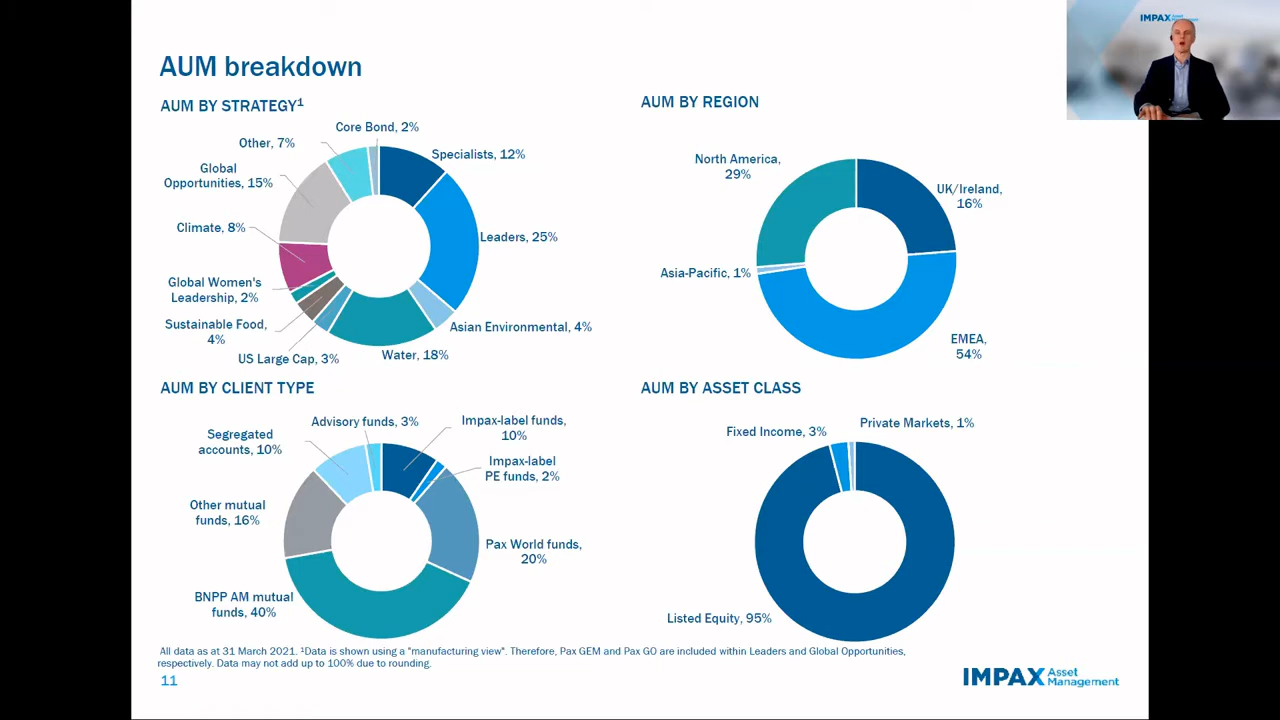 IMPAX Asset Management
AUM breakdown
AUM BY STRATEGY¹
Core Bond, 2%
Other, 7%
Specialists, 12%
Global
Opportunities, 15%
Climate, 8%
Leaders, 25%
Global Women's
Leadership, 2%
Sustainable Food,
4%
Asian Environmental, 4%
US Large Cap, 3%
Water, 18%
AUM BY REGION
North America,
29%
UK/Ireland,
16%
Asia-Pacific, 1%
EMEA,
54%
AUM BY CLIENT TYPE
Advisory funds, 3%
Impax-label funds,
10%
Segregated
accounts, 10%
Impax-label
PE funds, 2%
Other mutual
funds, 16%
Pax World funds,
20%
BNPP AM mutual
funds, 40%
AUM BY ASSET CLASS
Private Markets, 1%
Fixed Income, 3%
Listed Equity, 95%
All data as at 31 March 2021. ¹Data is shown using a "manufacturing view". Therefore, Pax GEM and Pax GO are included within Leaders and Global Opportunities,
respectively. Data may not add up to 100% due to rounding.
11
IMPAX Asset
Management